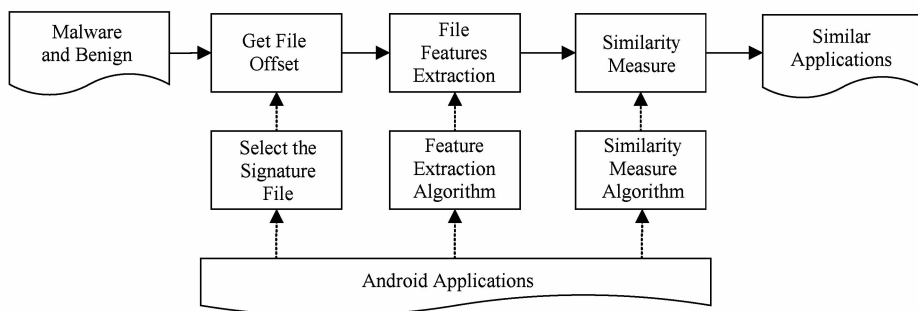 Malware
and Benign
Get File
Offset
File
Features
Extraction
Similarity
Measure
Similar
Applications
Select the
Signature
File
Feature
Extraction
Algorithm
Similarity
Measure
Algorithm
Android Applications